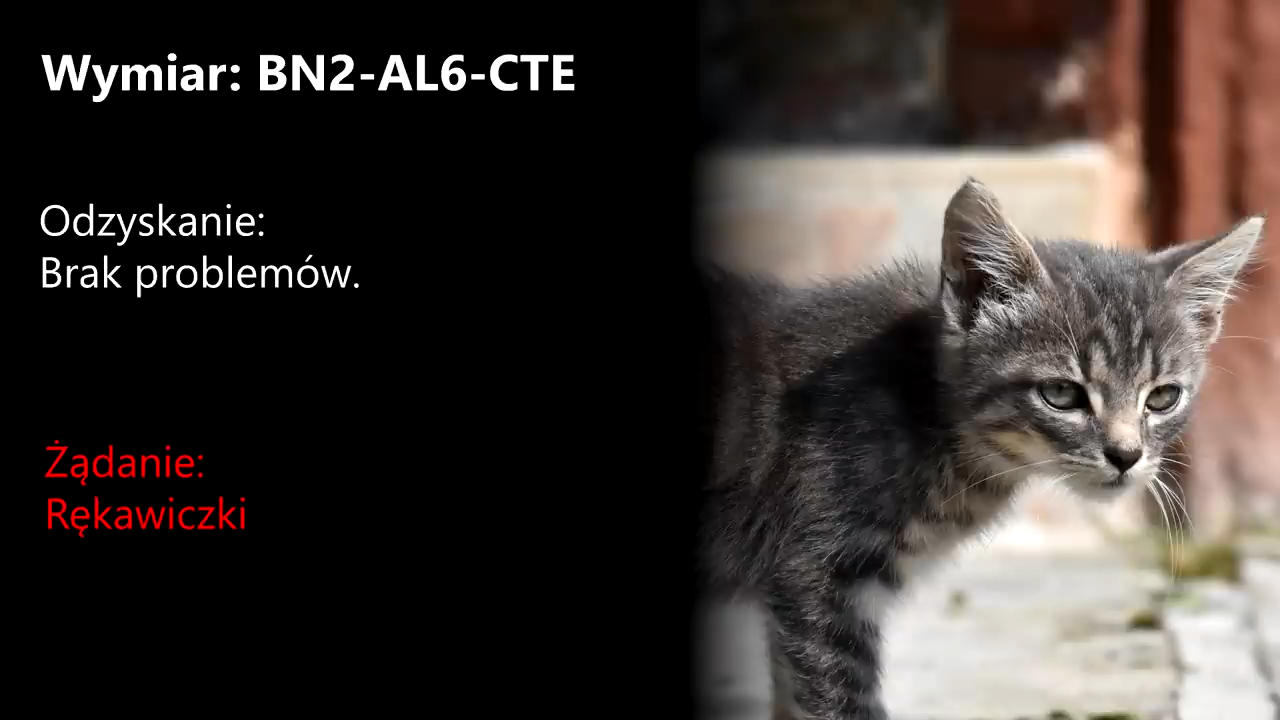 Wymiar: BN2-AL6-CTE
Odzyskanie:
Brak problemów.
Żądanie:
Rękawiczki